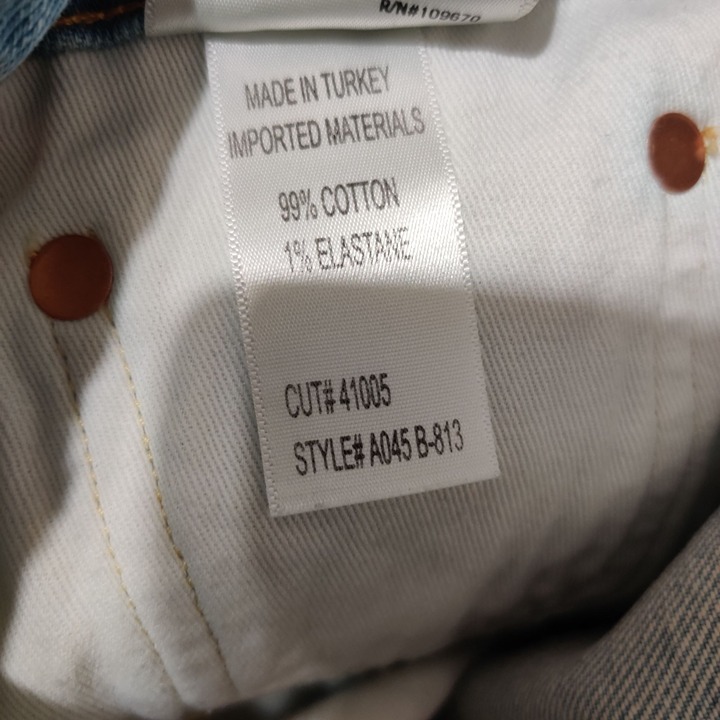 R/N#109670
MADE IN TURKEY
IMPORTED MATERIALS
99% COTTON
1% ELASTANE
CUT# 41005
STYLE# A045 B-813